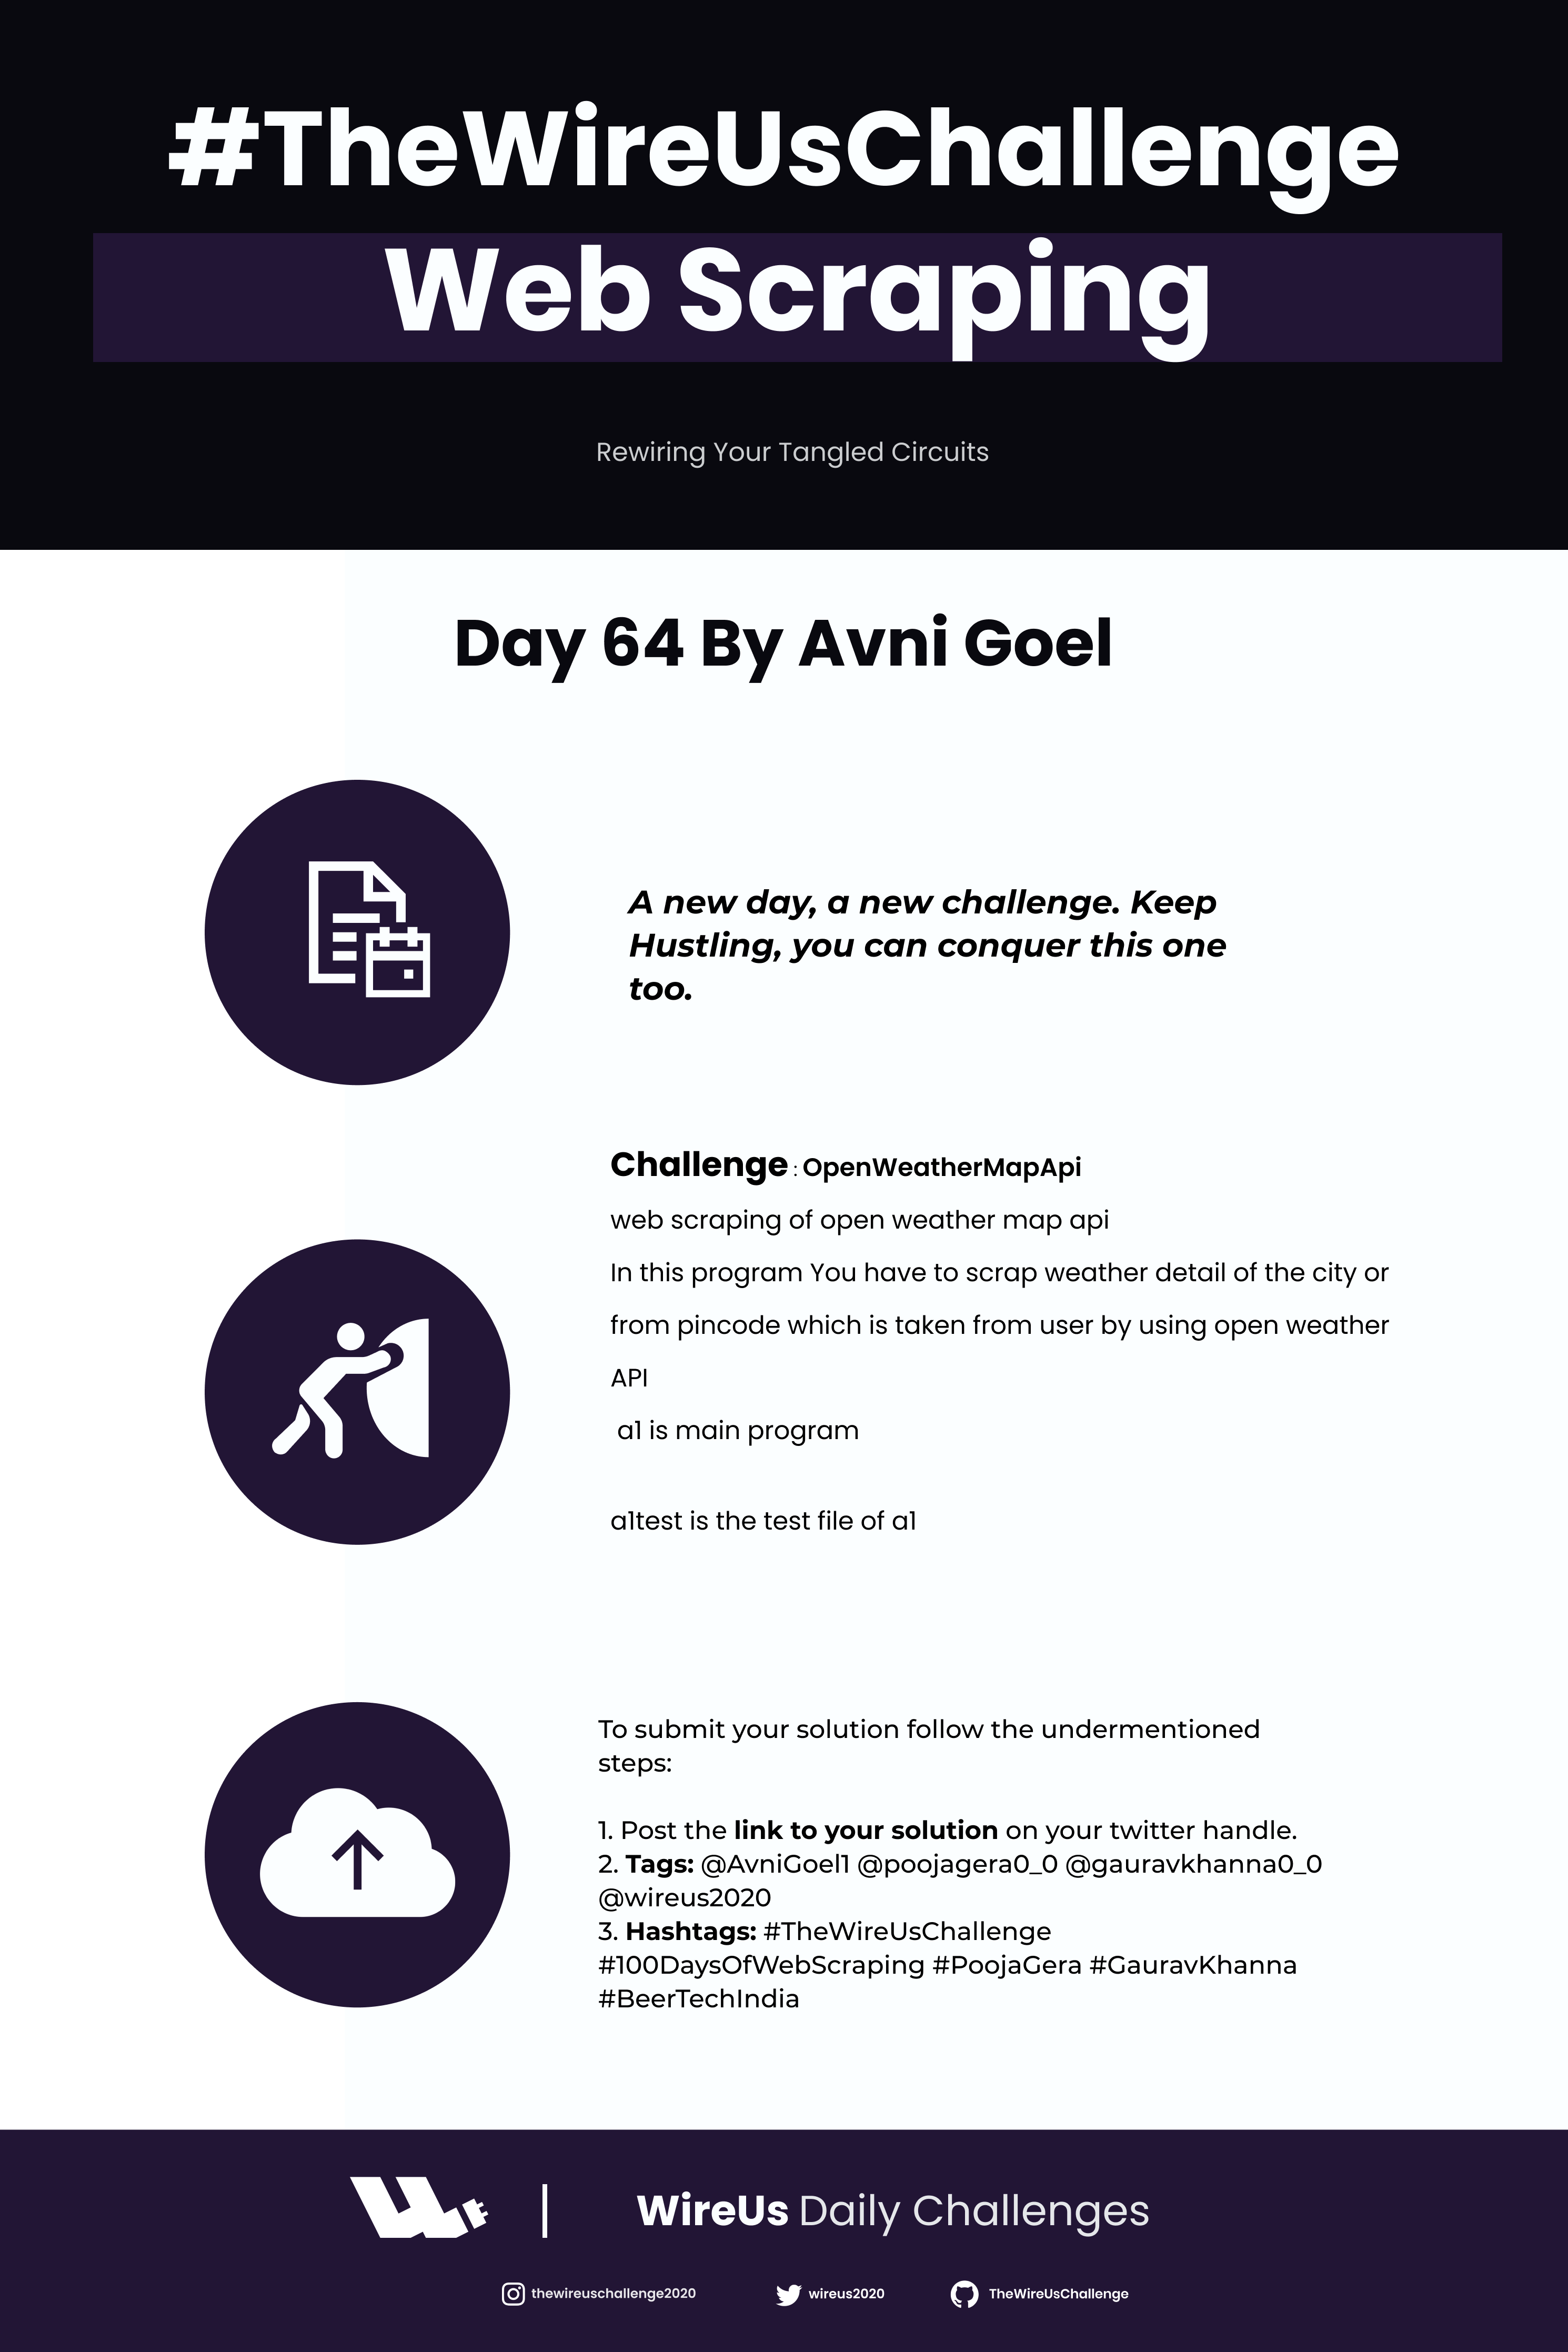 #TheWireUsChallenge
Web Scraping
Rewiring Your Tangled Circuits
Day 64 By Avni Goel
A new day, a new challenge. Keep
Hustling, you can conquer this one
too.
Challenge : OpenWeatherMapApi
web scraping of open weather map api
In this program You have to scrap weather detail of the city or
from pincode which is taken from user by using open weather
API
a1 is main program
a1test is the test file of a1
To submit your solution follow the undermentioned
steps:
1. Post the link to your solution on your twitter handle.
2. Tags: @AvniGoel1 @poojagera0_0 @gauravkhanna0_0
@wireus2020
3. Hashtags: #TheWireUsChallenge
#100DaysOfWebScraping #PoojaGera #GauravKhanna
#BeerTechIndia
WireUs Daily Challenges
thewireuschallenge2020 wireus2020 TheWireUsChallenge